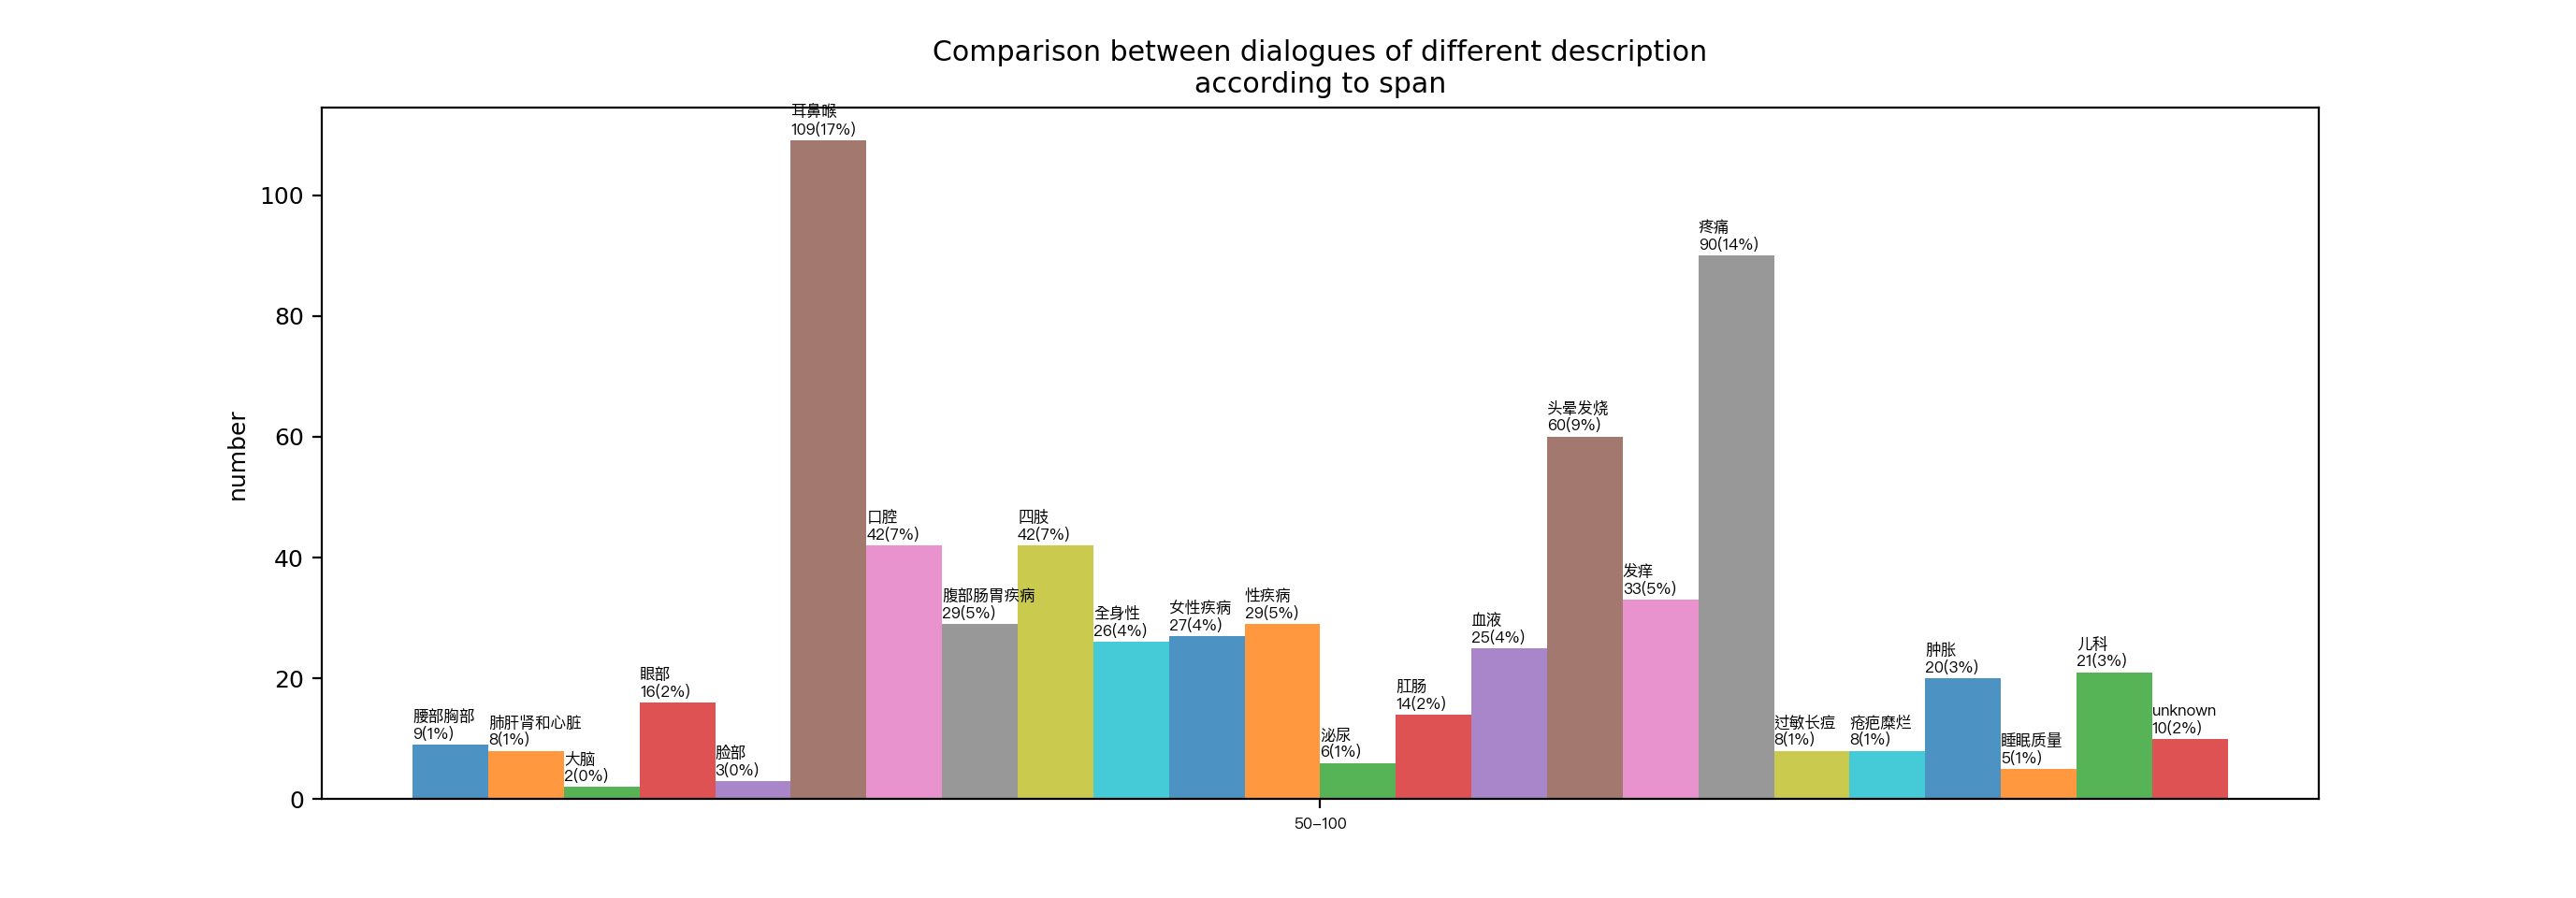 Comparison between dialogues of different description
according to span
number
100
80
60
40
20
0
腰部胸部
9(1%)
肺肝肾和心脏
8(1%)
大脑
2(0%)
眼部
16(2%)
脸部
3(0%)
耳鼻喉
109(17%)
口腔
42(7%)
腹部肠胃疾病
29(5%)
四肢
42(7%)
全身性
26(4%)
女性疾病
27(4%)
性疾病
29(5%)
泌尿
6(1%)
肛肠
14(2%)
血液
25(4%)
头晕发烧
60(9%)
发痒
33(5%)
疼痛
90(14%)
过敏长痘
8(1%)
疮疤糜烂
8(1%)
肿胀
20(3%)
睡眠质量
5(1%)
儿科
21(3%)
unknown
10(2%)
50-100